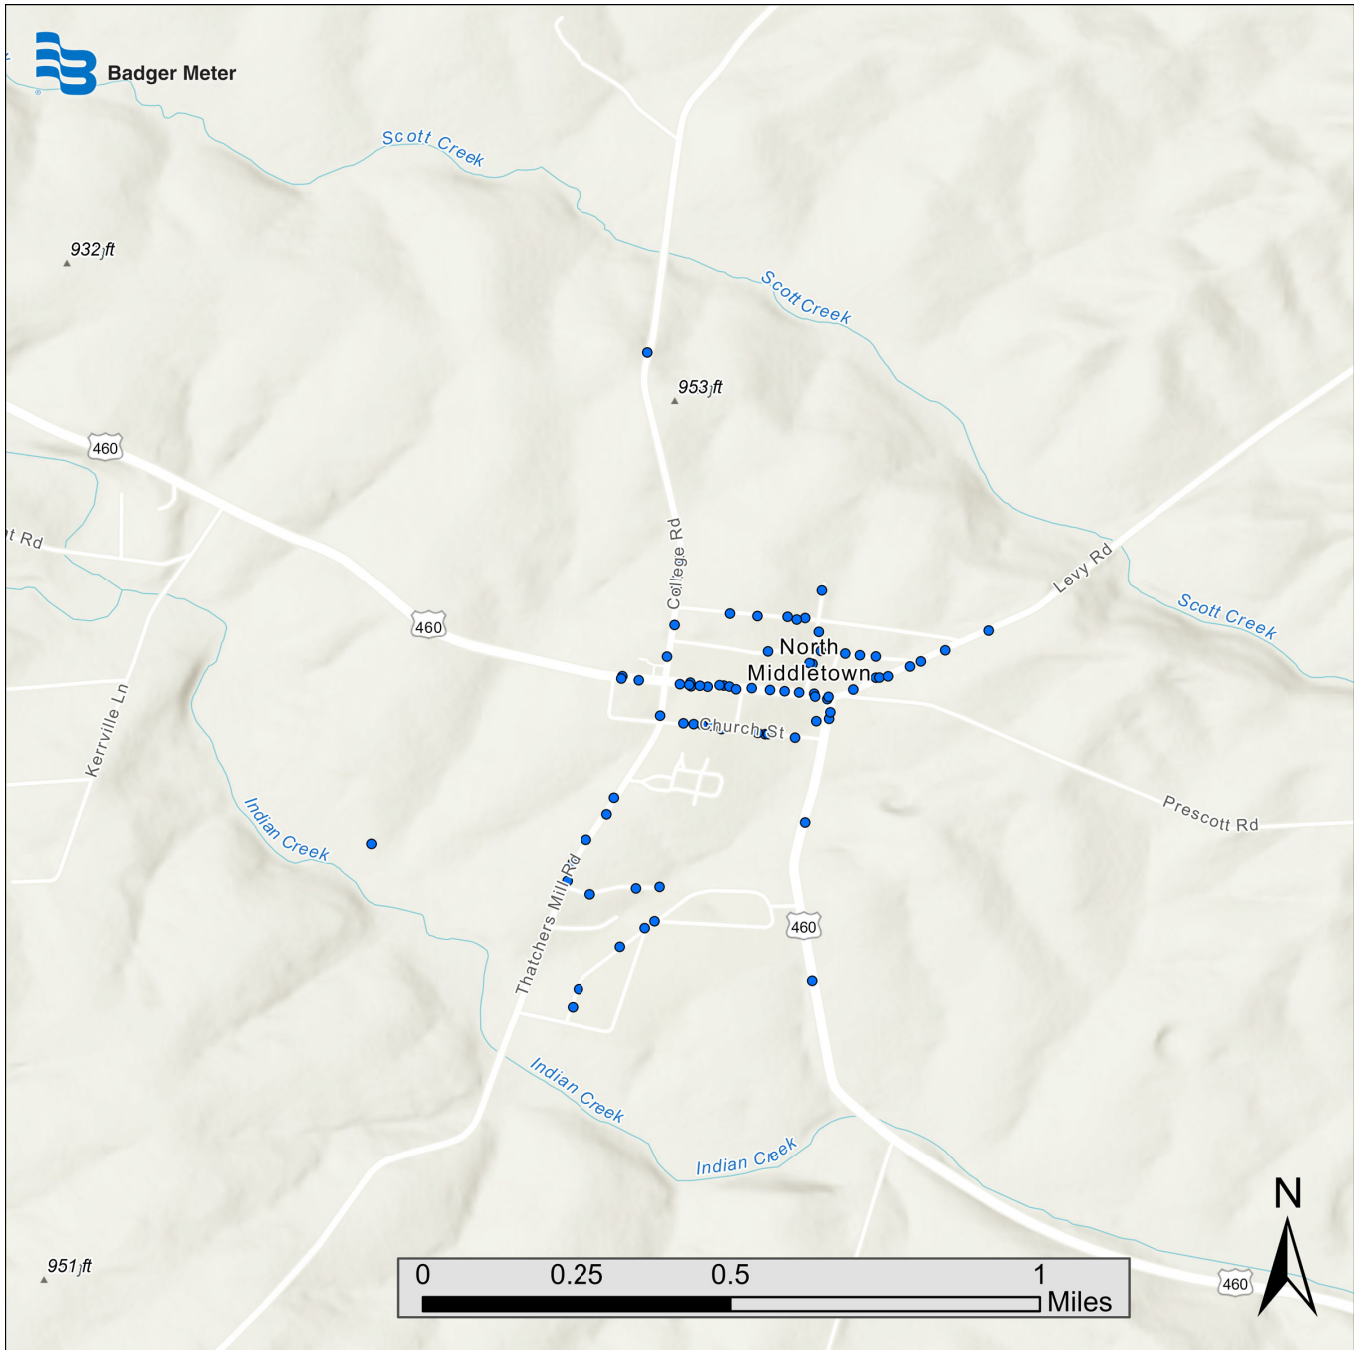 Badger Meter
Scott Creek
932 ft
Scott Creek
953 ft
460
t Rd
College Rd
Levy Rd
460
Scott Creek
North
Middletown
Kerrville Ln
Church St
Prescott Rd
Indian Creek
Thatchers Mill Rd
460
Indian Creek
Indian Creek
N
951 ft
0 0.25 0.5 1
Miles
460